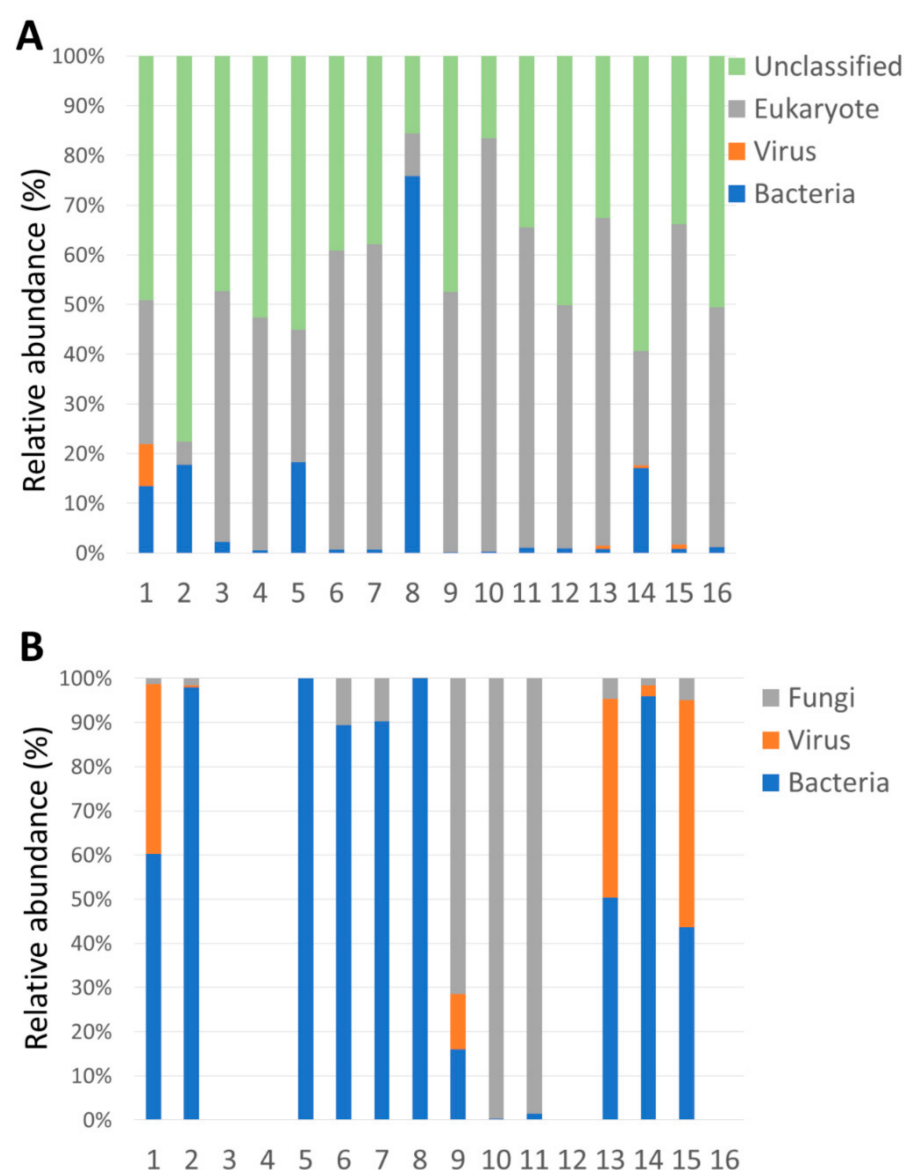 A
100%
90%
80%
70%
60%
50%
40%
30%
20%
10%
0%
Relative abundance (%)
Unclassified
Eukaryote
Virus
Bacteria
1 2 3 4 5 6 7 8 9 10 11 12 13 14 15 16
B
100%
90%
80%
70%
60%
50%
40%
30%
20%
10%
0%
Relative abundance (%)
Fungi
Virus
Bacteria
1 2 3 4 5 6 7 8 9 10 11 12 13 14 15 16